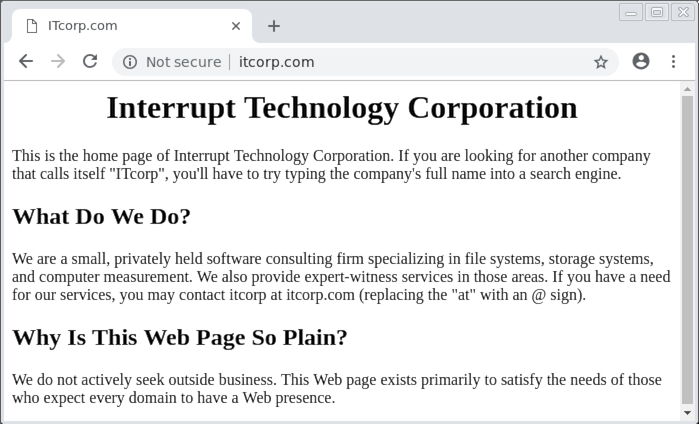 ITcorp.com
Not secure itcorp.com
Interrupt Technology Corporation
This is the home page of Interrupt Technology Corporation. If you are looking for another company
that calls itself "ITcorp", you'll have to try typing the company's full name into a search engine.
What Do We Do?
We are a small, privately held software consulting firm specializing in file systems, storage systems,
and computer measurement. We also provide expert-witness services in those areas. If you have a need
for our services, you may contact itcorp at itcorp.com (replacing the "at" with an @ sign).
Why Is This Web Page So Plain?
We do not actively seek outside business. This Web page exists primarily to satisfy the needs of those
who expect every domain to have a Web presence.